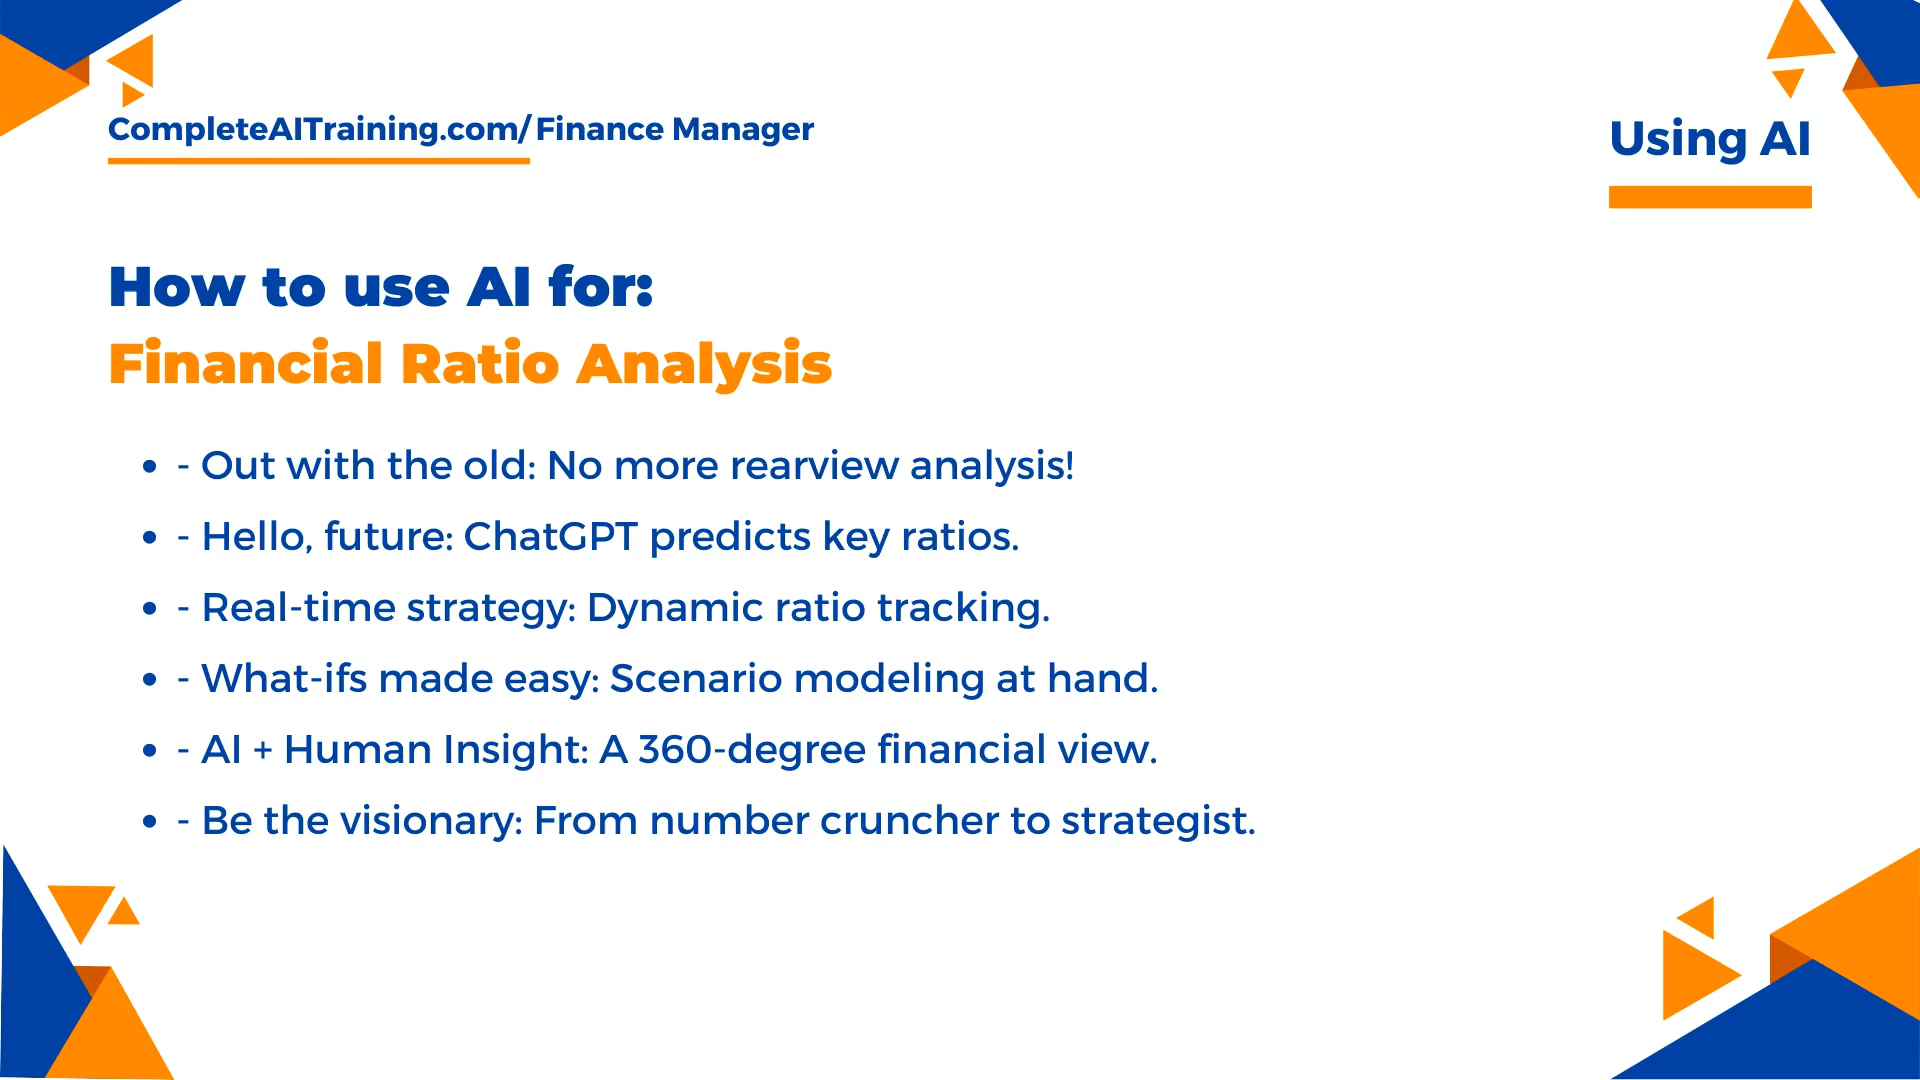 CompleteAITraining.com/Finance Manager
Using AI
How to use AI for:
Financial Ratio Analysis
• - Out with the old: No more rearview analysis!
• - Hello, future: ChatGPT predicts key ratios.
• - Real-time strategy: Dynamic ratio tracking.
• - What-ifs made easy: Scenario modeling at hand.
• - AI + Human Insight: A 360-degree financial view.
• - Be the visionary: From number cruncher to strategist.